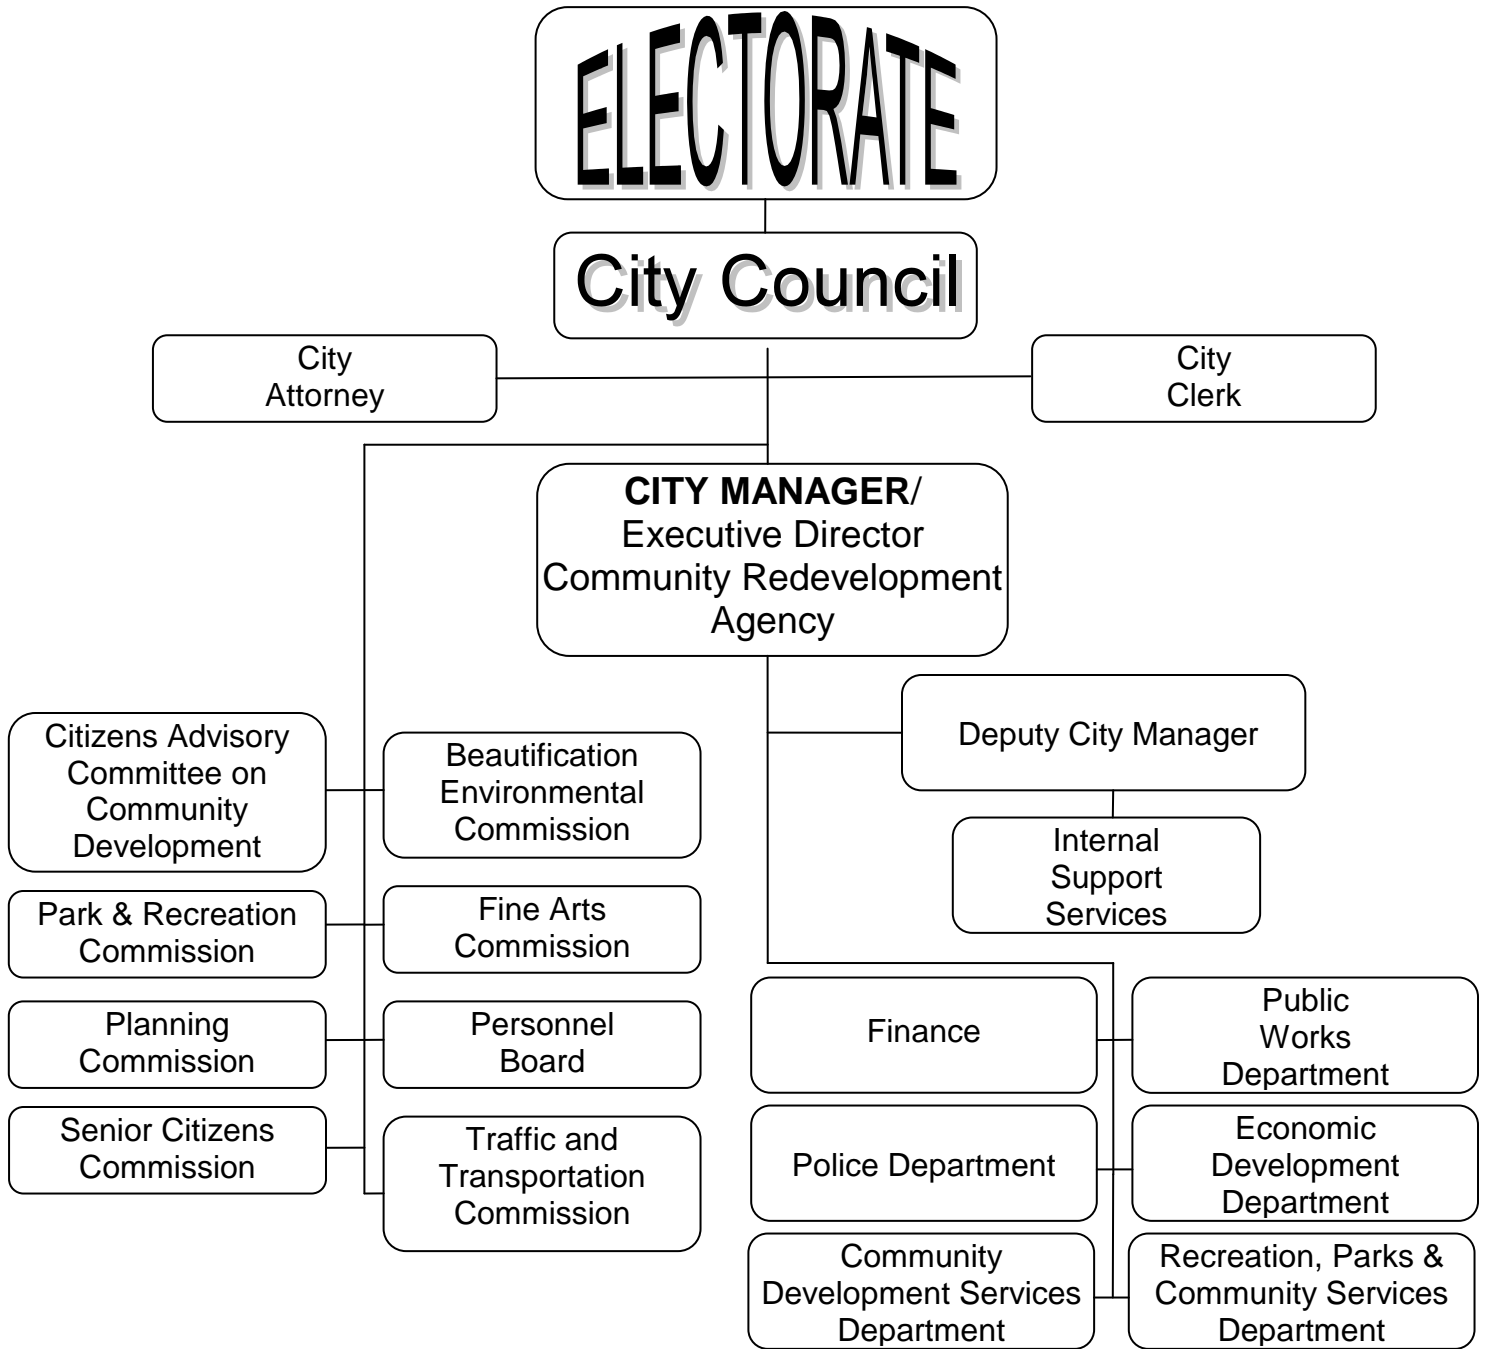 ELECTORATE
City Council
City
Attorney
City
Clerk
CITY MANAGER/
Executive Director
Community Redevelopment
Agency
Deputy City Manager
Internal
Support
Services
Citizens Advisory
Committee on
Community
Development
Beautification
Environmental
Commission
Park & Recreation
Commission
Fine Arts
Commission
Planning
Commission
Personnel
Board
Senior Citizens
Commission
Traffic and
Transportation
Commission
Finance
Public
Works
Department
Police Department
Economic
Development
Department
Community
Development Services
Department
Recreation, Parks &
Community Services
Department